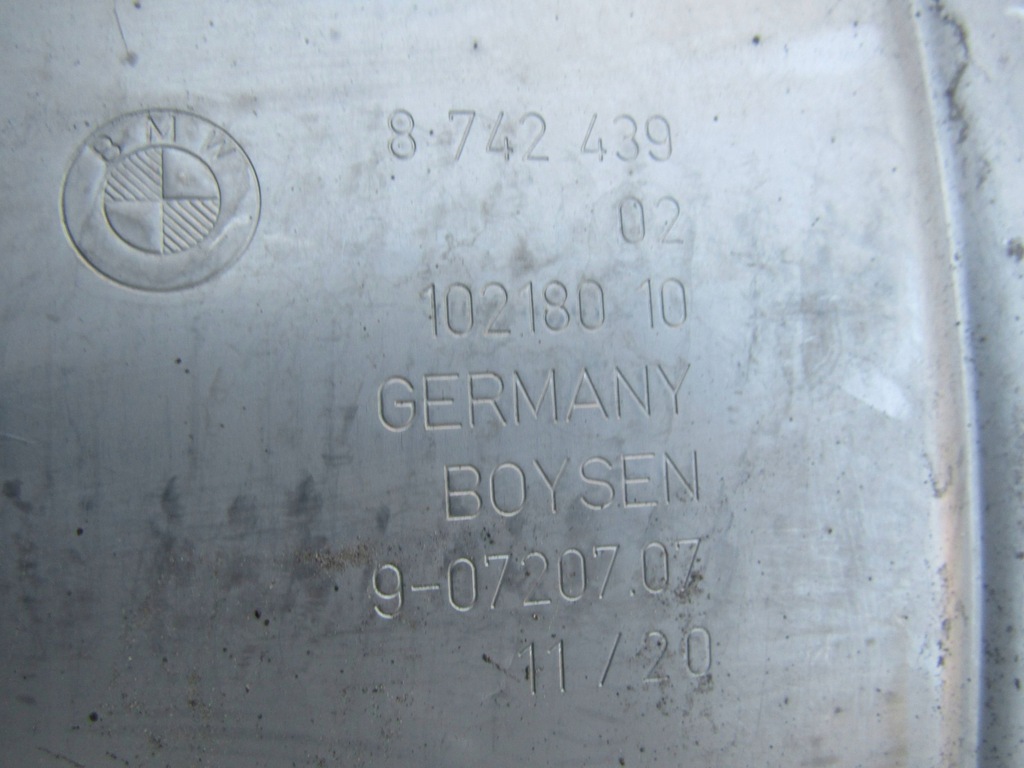 BMW
8 742 439
02
102180 10
GERMANY
BOYSEN
9-07207.07
11/20